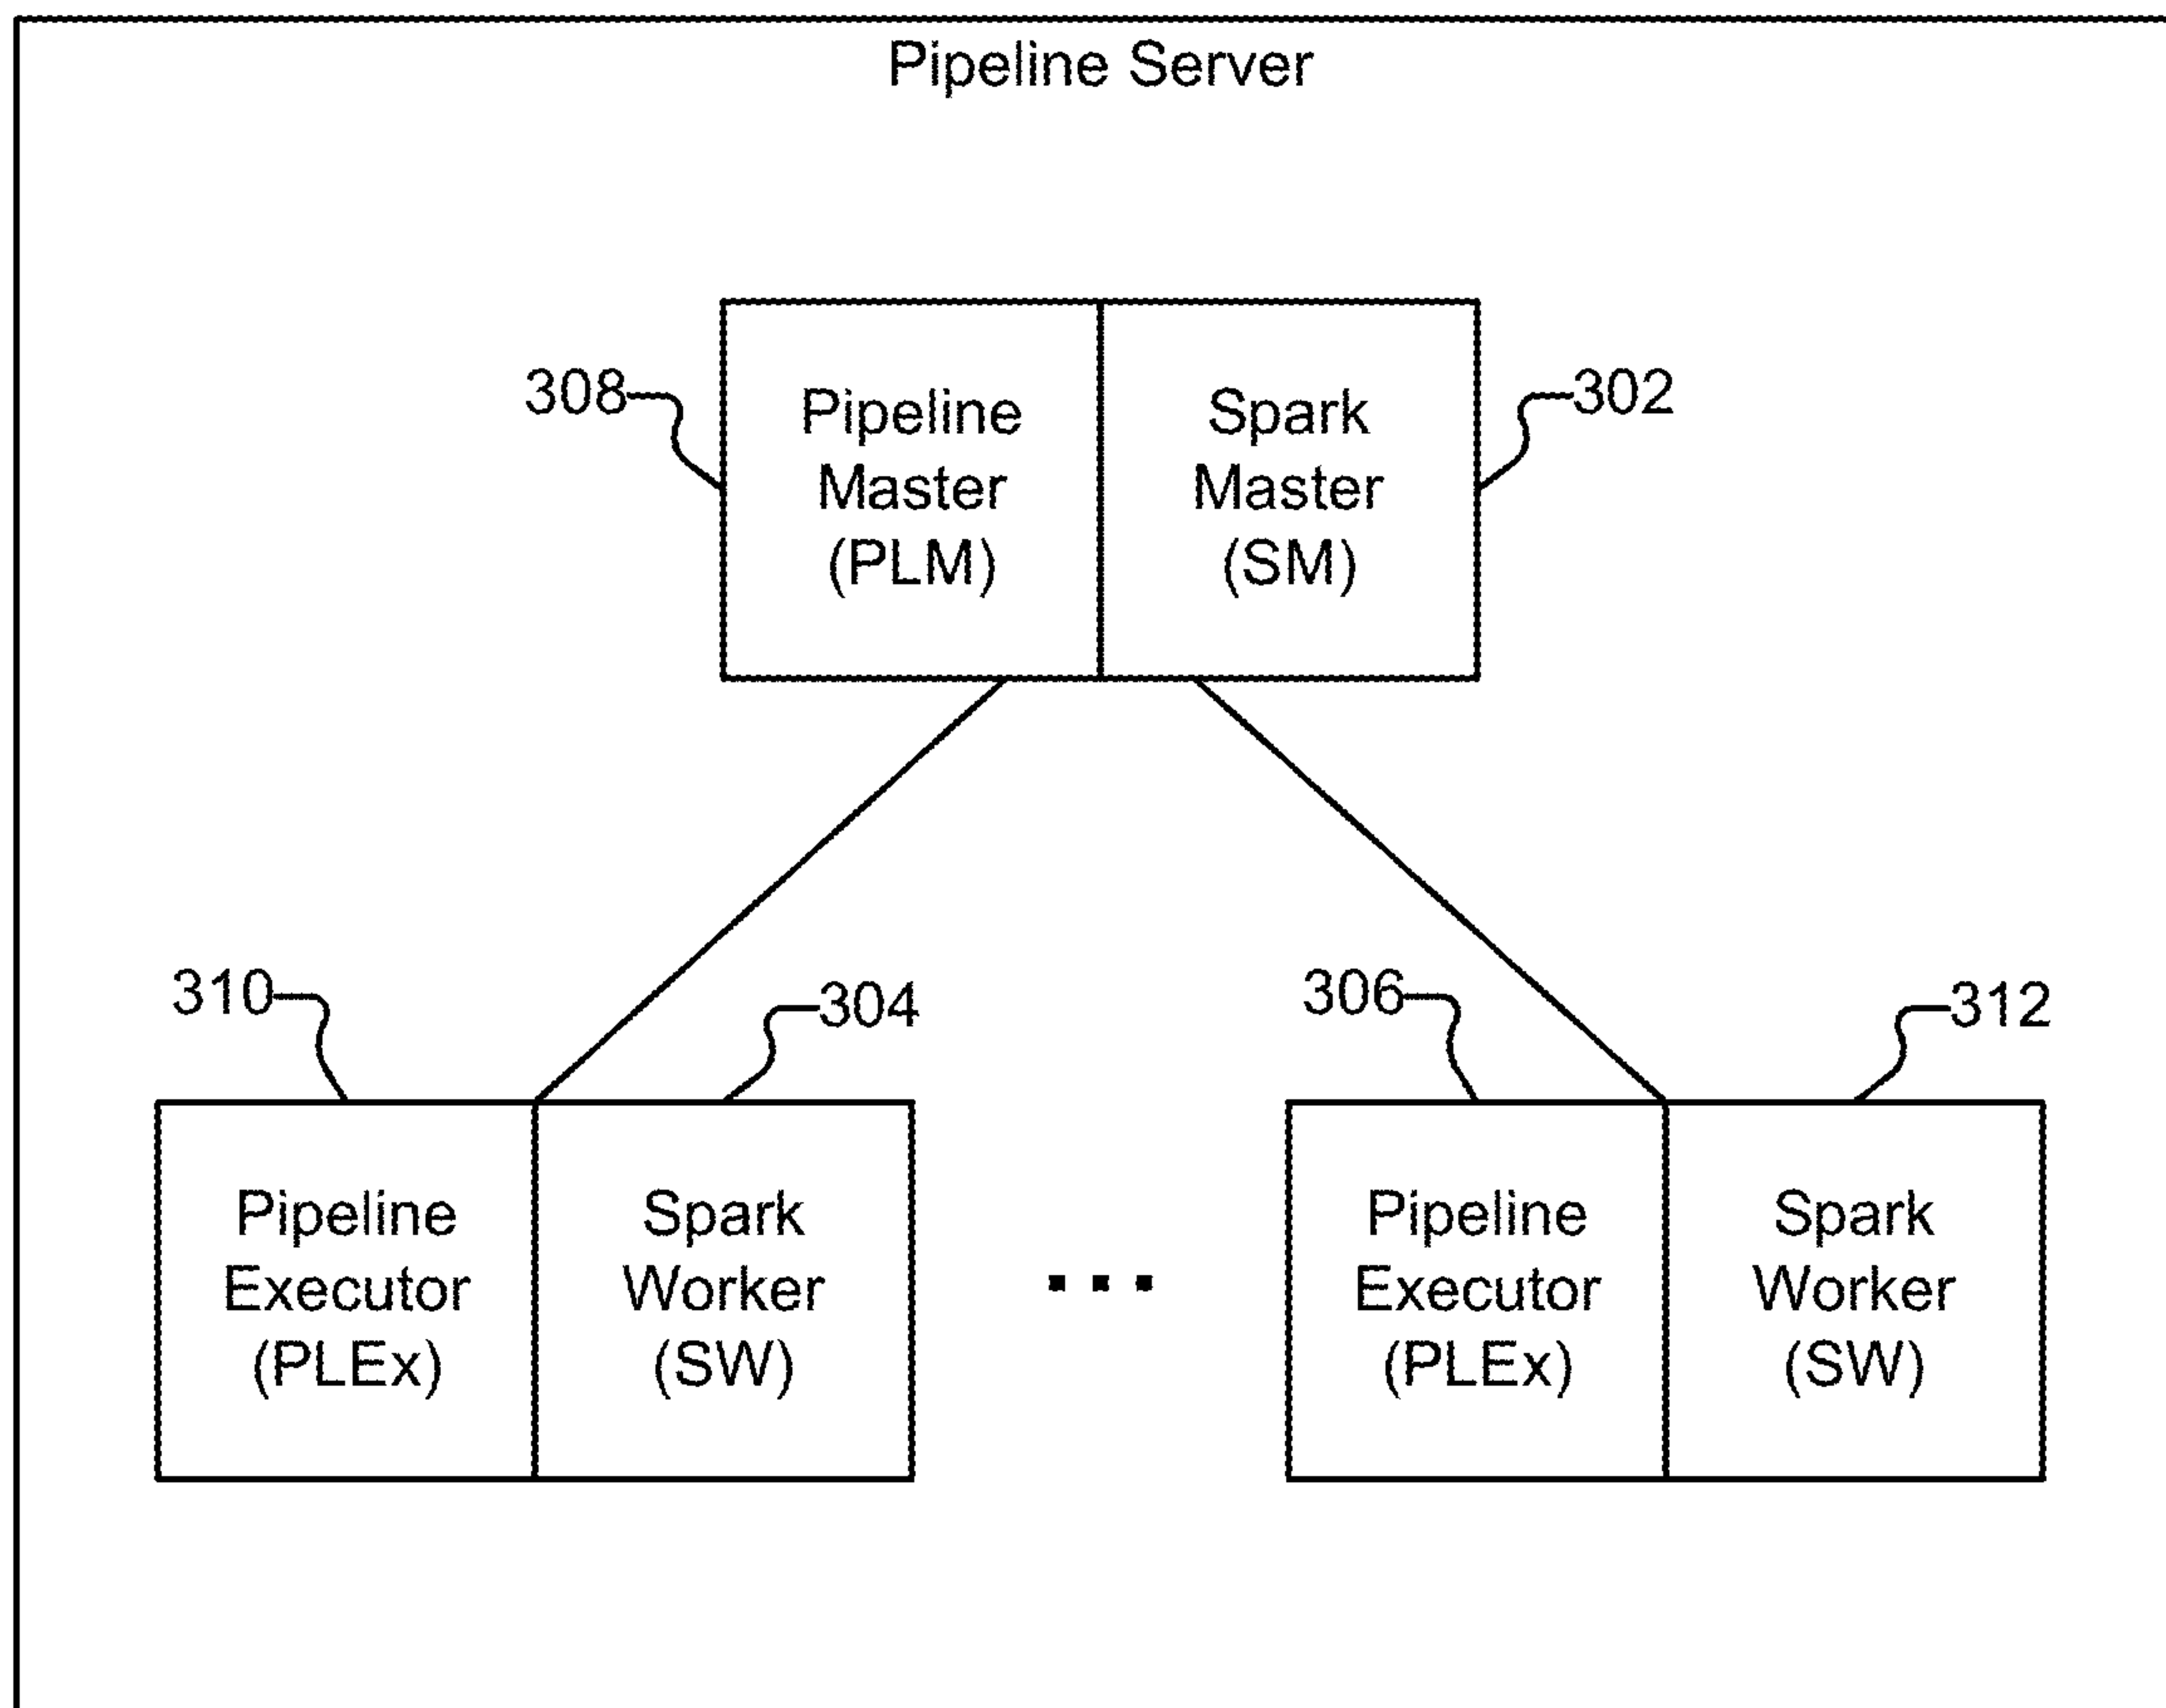 Pipeline Server
308
Pipeline
Master
(PLM)
Spark
Master
(SM)
302
310
304
306
312
Pipeline
Executor
(PLEx)
Spark
Worker
(SW)
...
Pipeline
Executor
(PLEx)
Spark
Worker
(SW)